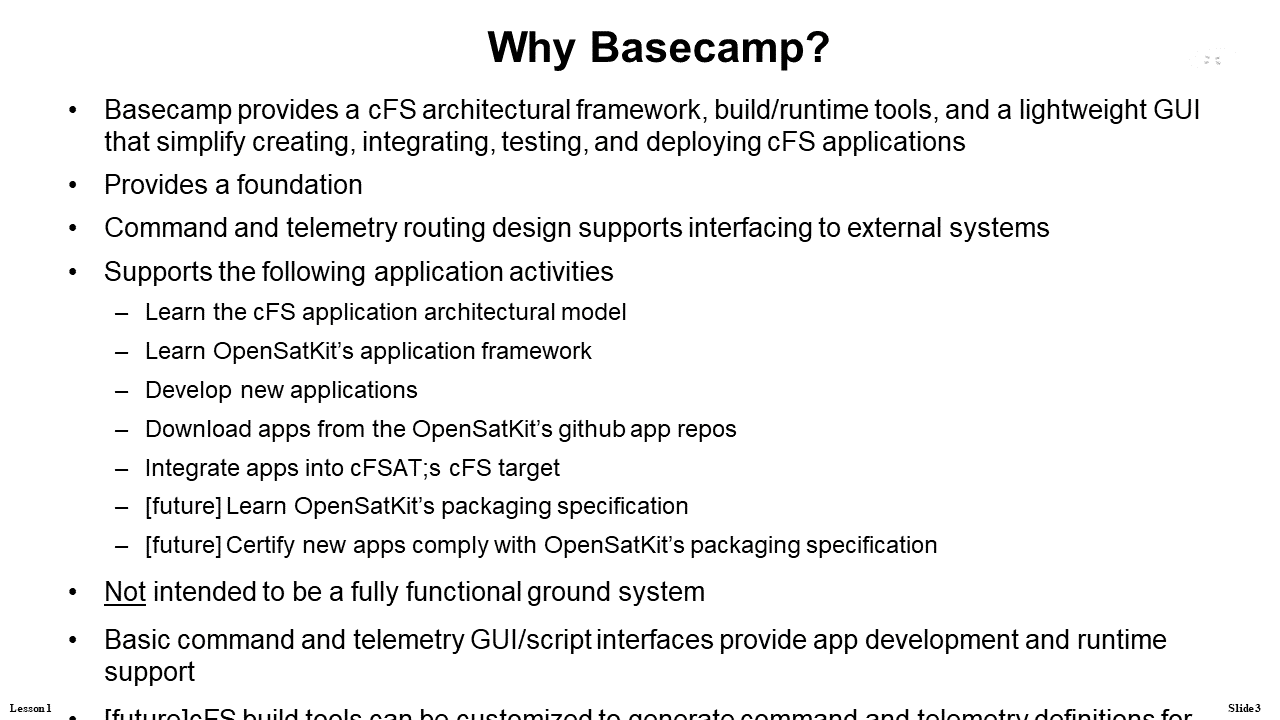 Why Basecamp?
• Basecamp provides a cFS architectural framework, build/runtime tools, and a lightweight GUI
that simplify creating, integrating, testing, and deploying cFS applications
• Provides a foundation
• Command and telemetry routing design supports interfacing to external systems
• Supports the following application activities
– Learn the cFS application architectural model
– Learn OpenSatKit’s application framework
– Develop new applications
– Download apps from the OpenSatKit’s github app repos
– Integrate apps into cFSAT;s cFS target
– [future] Learn OpenSatKit’s packaging specification
– [future] Certify new apps comply with OpenSatKit’s packaging specification
• Not intended to be a fully functional ground system
• Basic command and telemetry GUI/script interfaces provide app development and runtime
support
• [future]cFS build tools can be customized to generate command and telemetry definitions for
Lesson 1
Slide 3